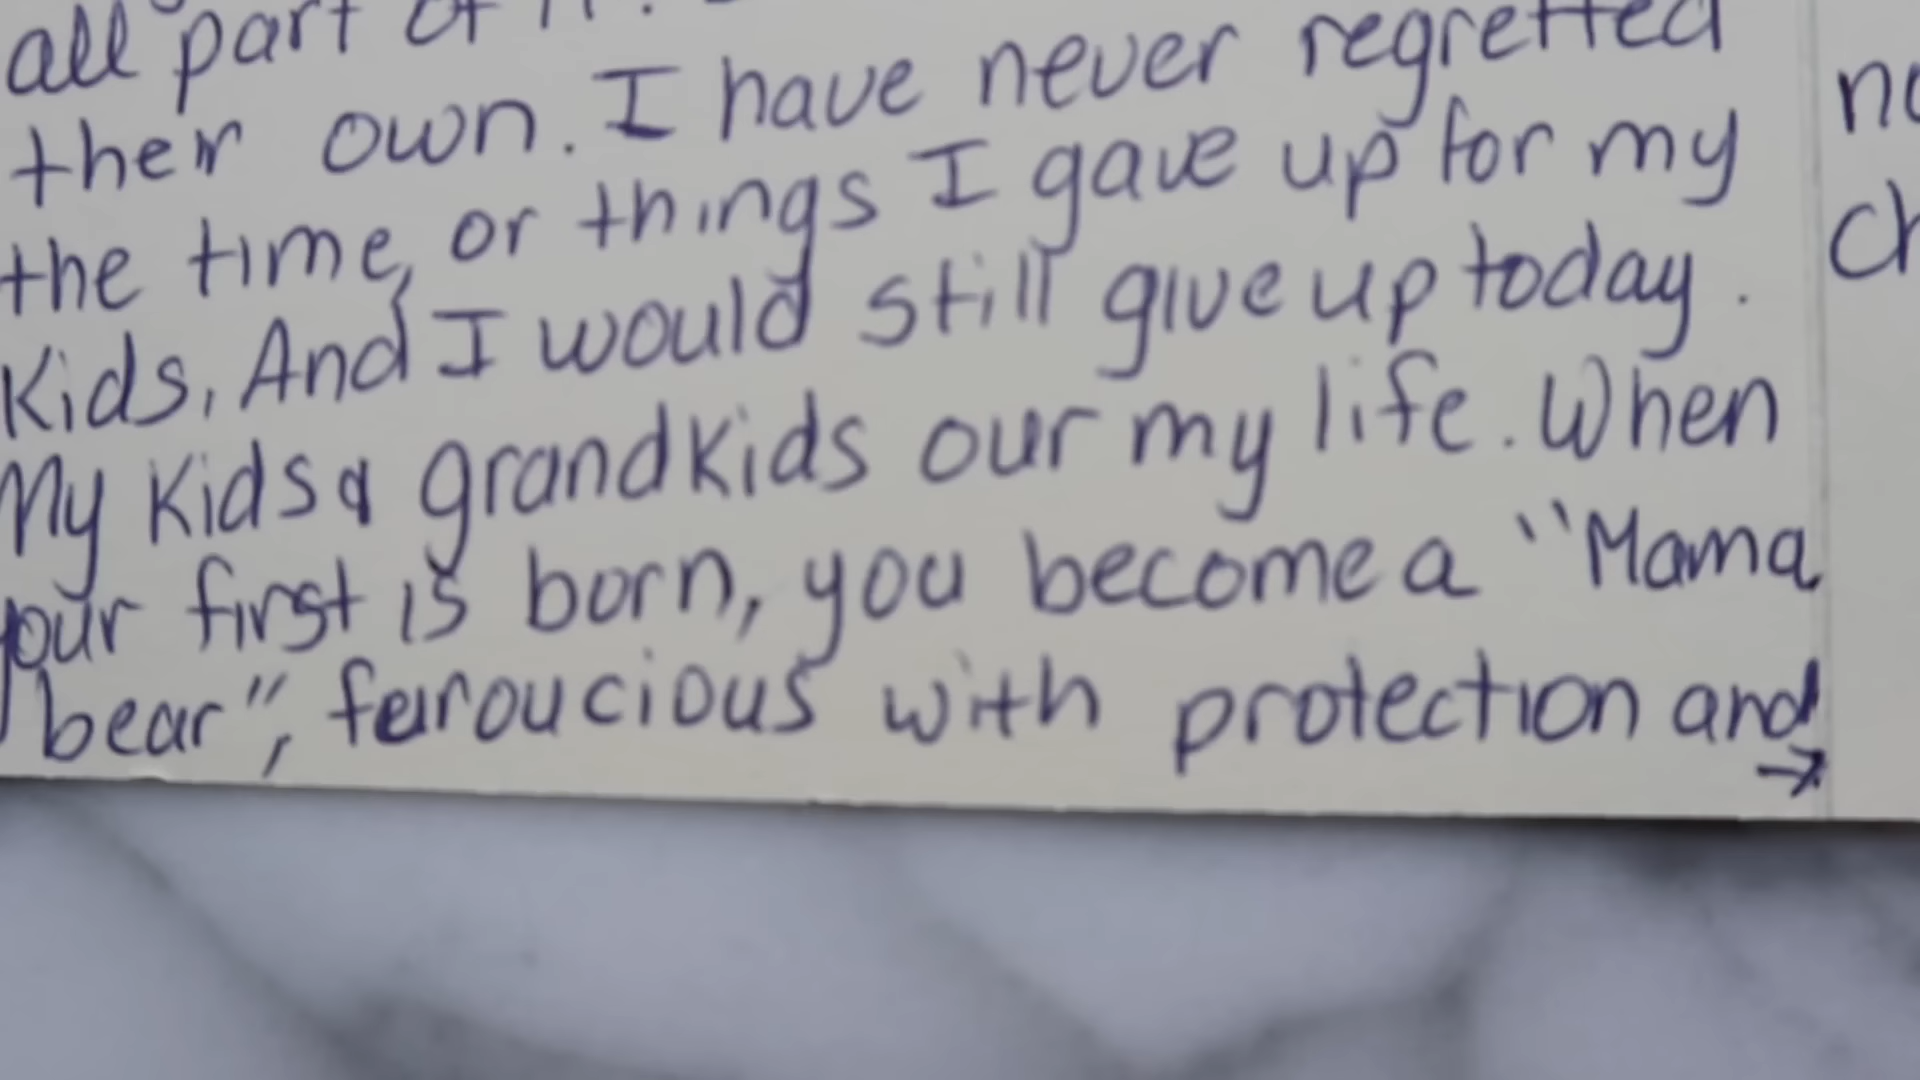 all part of it.
their own. I have never regretted
the time, or things I gave up for my
Kids. And I would still give up today.
My Kids & grandkids our my life. When
your first is born, you become a "Mama
bear", feroucious with protection and
→